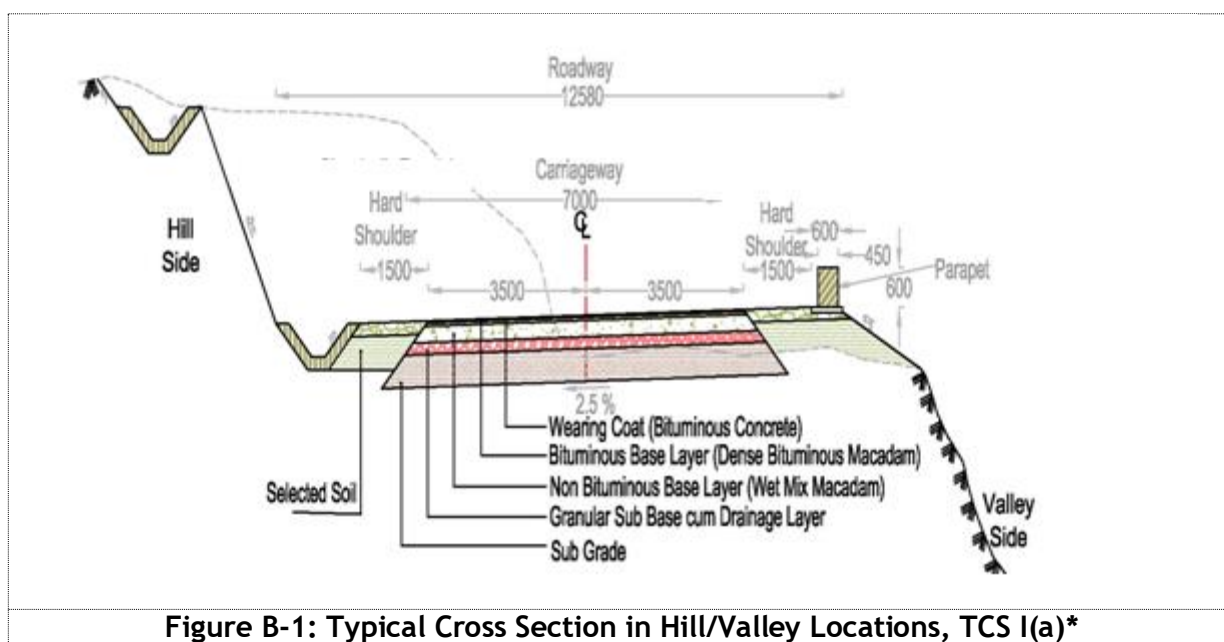 Roadway
12580
Carriageway
7000
Hard
Shoulder
1500
3500
3500
Hard
Shoulder
1500
600
450
600
Parapet
Hill
Side
2.5 %
Wearing Coat (Bituminous Concrete)
Bituminous Base Layer (Dense Bituminous Macadam)
Non Bituminous Base Layer (Wet Mix Macadam)
Granular Sub Base cum Drainage Layer
Sub Grade
Selected Soil
Valley
Side
Figure B-1: Typical Cross Section in Hill/Valley Locations, TCS I(a)*